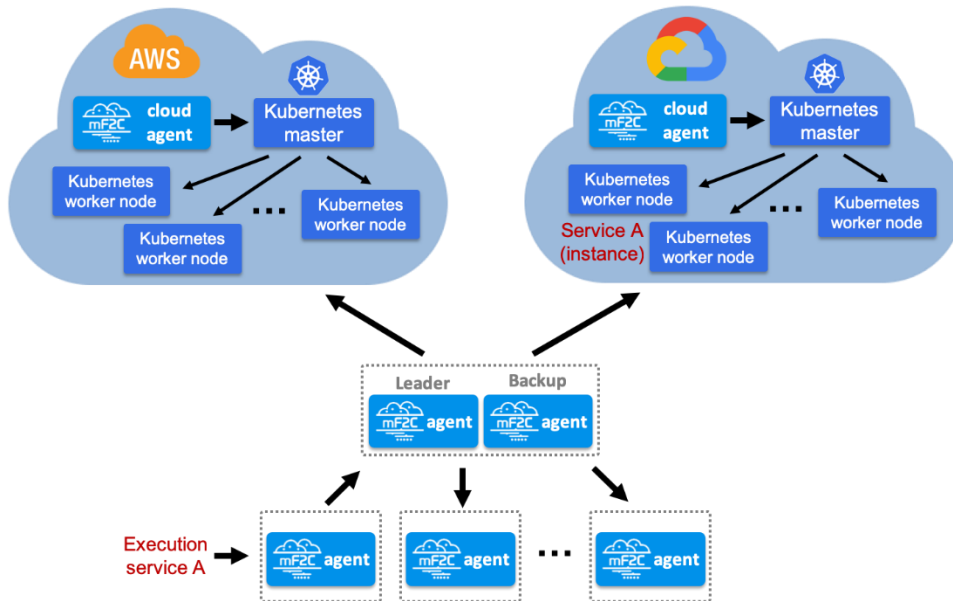 AWS
mF2C
cloud
agent
Kubernetes
master
Kubernetes
worker node
Kubernetes
worker node
...
Kubernetes
worker node
mF2C
cloud
agent
Kubernetes
master
Kubernetes
worker node
Service A
(instance)
Kubernetes
worker node
...
Kubernetes
worker node
Leader
Backup
mF2C agent
mF2C agent
Execution
service A
mF2C agent
mF2C agent
...
mF2C agent